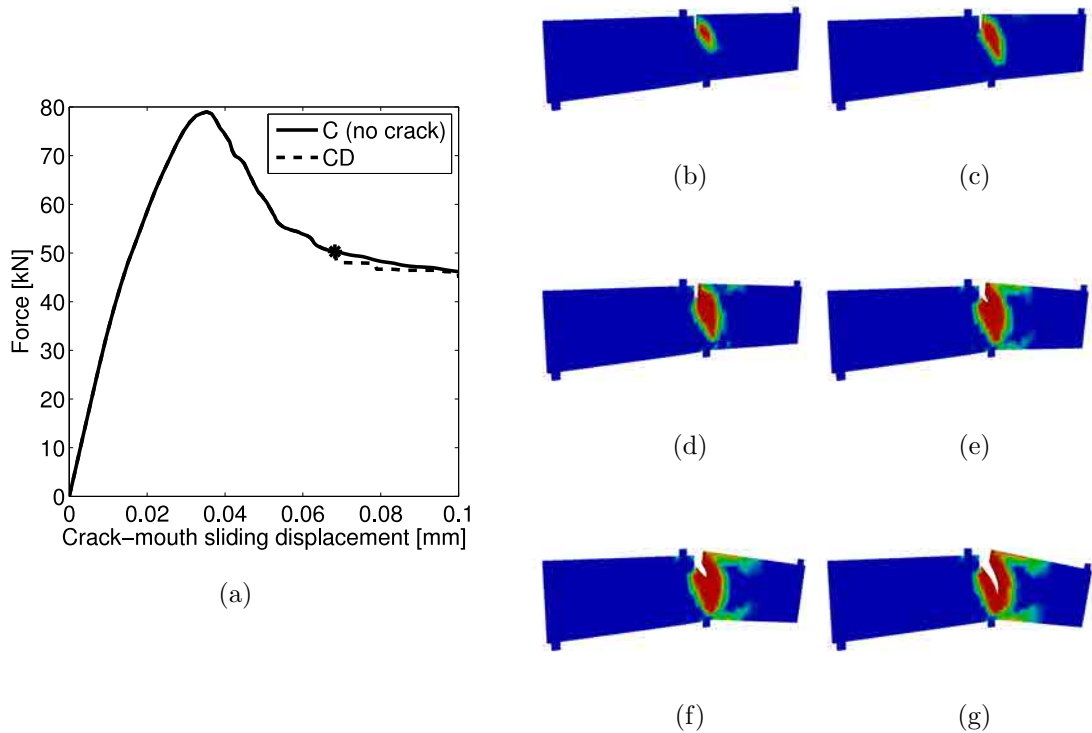 80
70
60
50
40
30
20
10
0
Force [kN]
C (no crack)
CD
0 0.02 0.04 0.06 0.08 0.1
Crack−mouth sliding displacement [mm]
(a)
(b) (c)
(d) (e)
(f) (g)